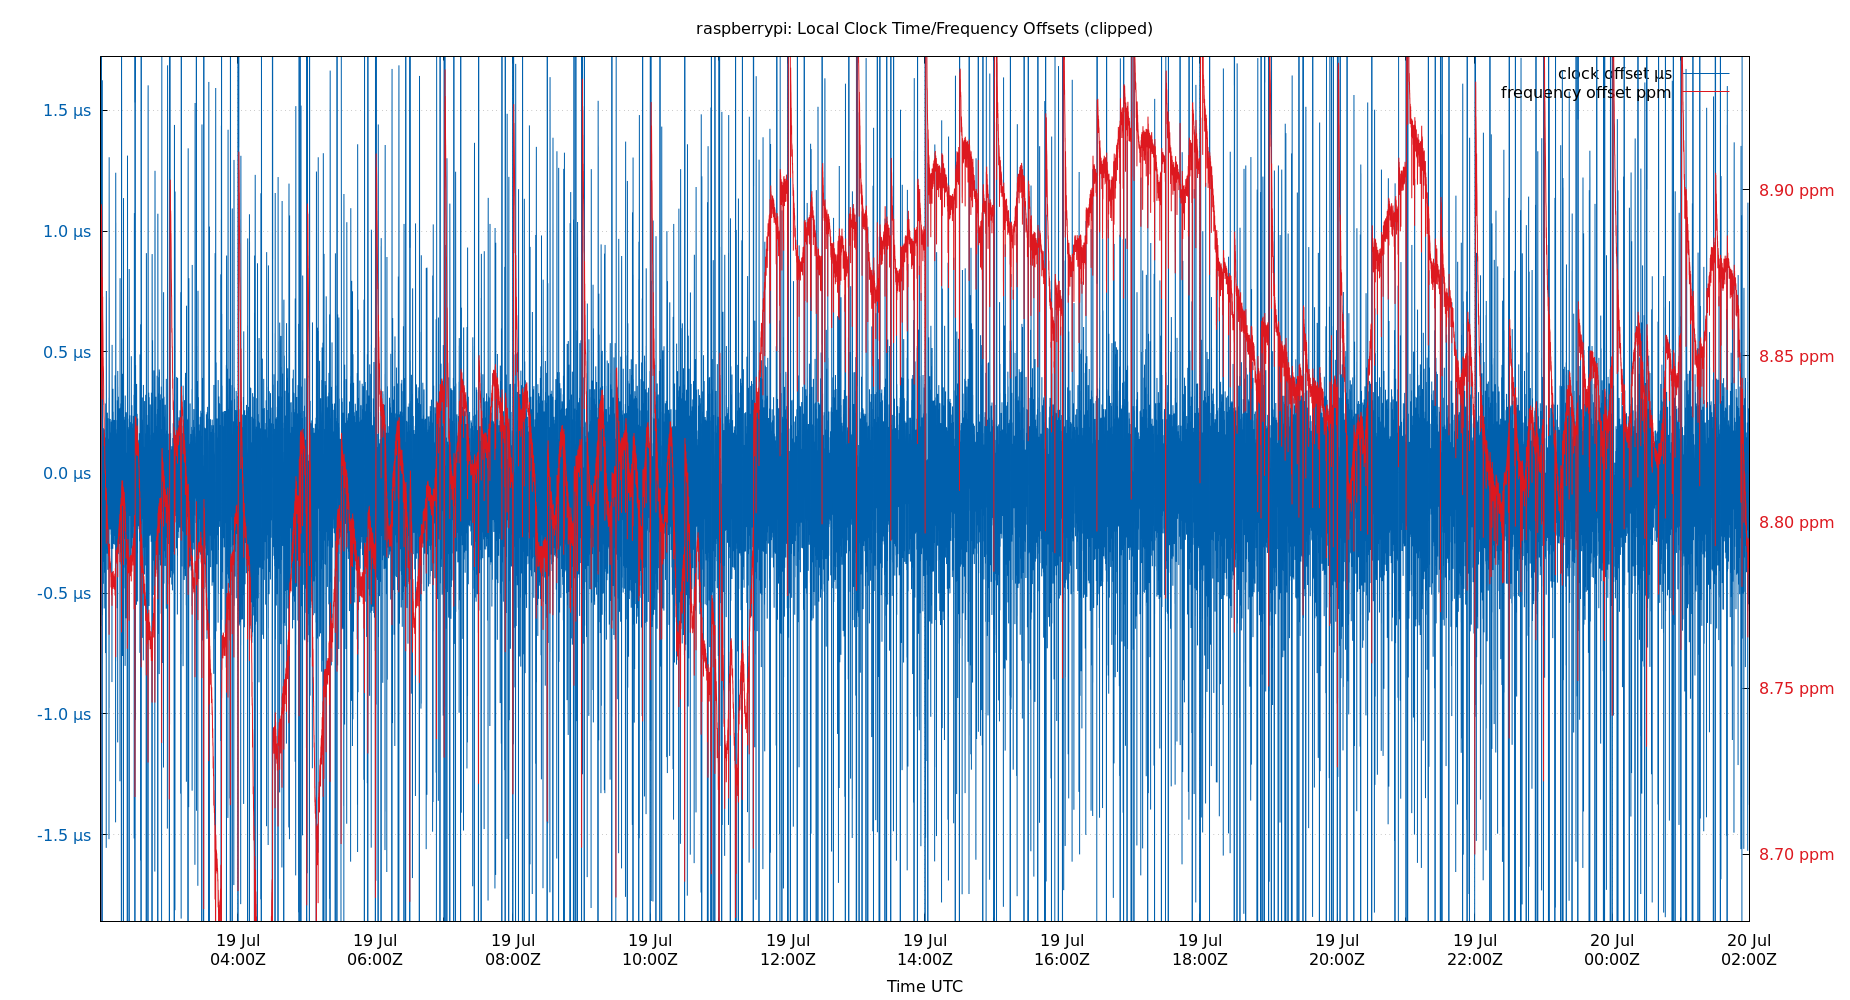 raspberrypi: Local Clock Time/Frequency Offsets (clipped)
clock offset µs
frequency offset ppm
1.5 µs
1.0 µs
0.5 µs
0.0 µs
-0.5 µs
-1.0 µs
-1.5 µs
8.90 ppm
8.85 ppm
8.80 ppm
8.75 ppm
8.70 ppm
19 Jul 19 Jul 19 Jul 19 Jul 19 Jul 19 Jul 19 Jul 19 Jul 19 Jul 19 Jul 20 Jul 20 Jul
04:00Z 06:00Z 08:00Z 10:00Z 12:00Z 14:00Z 16:00Z 18:00Z 20:00Z 22:00Z 00:00Z 02:00Z
Time UTC